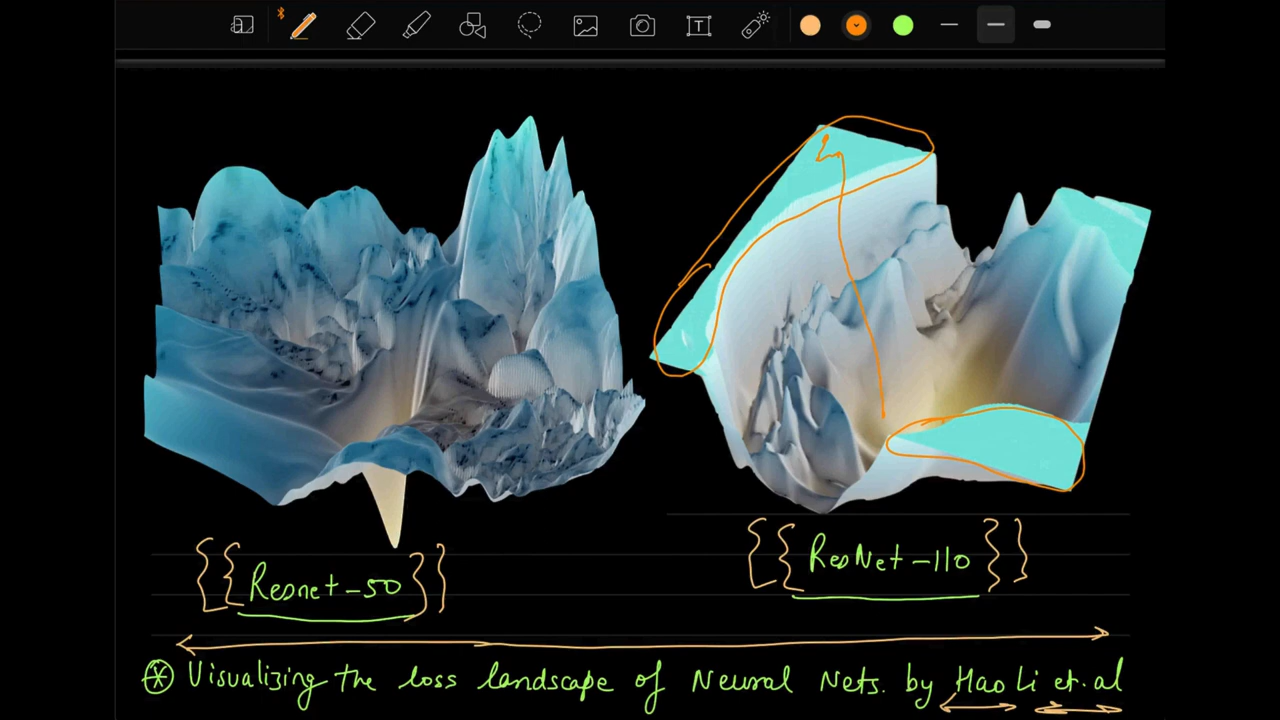 T
{{Resnet-50}} {{ResNet-110}}
* Visualizing the loss landscape of Neural Nets. by Hao Li et.al